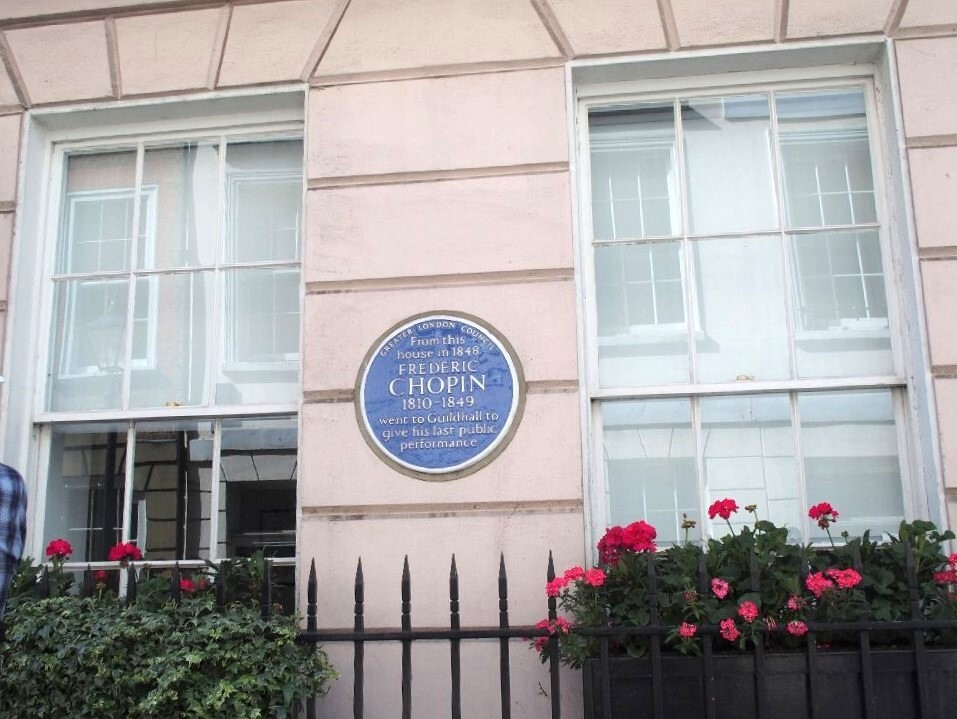 GREATER LONDON COUNCIL
From this
house in 1848
FREDERIC
CHOPIN
1810-1849
went to Guildhall to
give his last public
performance